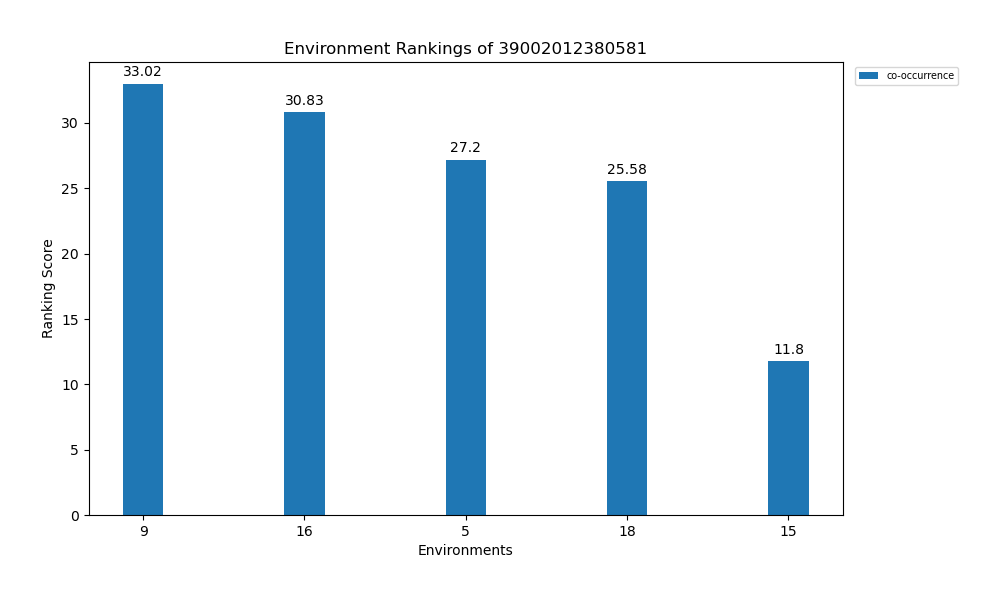 Environment Rankings of 39002012380581
co-occurrence
33.02
30.83
27.2
25.58
11.8
Ranking Score
30
25
20
15
10
5
0
9 16 5 18 15
Environments